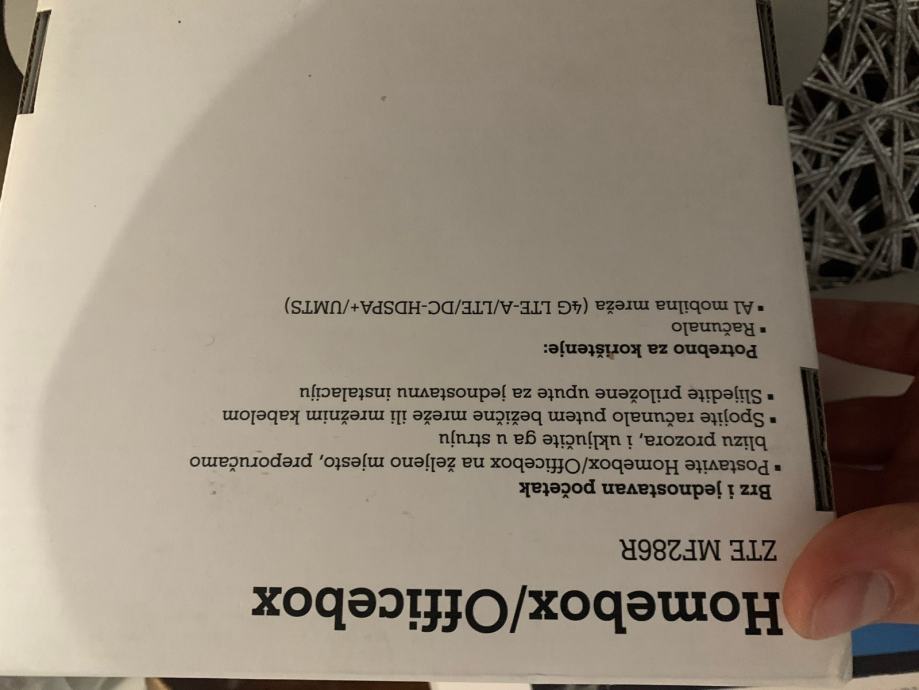 Homebox/Officebox
ZTE MF286R
Brz i jednostavan početak
▪ Postavite Homebox/Officebox na željeno mjesto, preporučamo
blizu prozora, i uključite ga u struju
▪ Spojite računalo putem bežične mreže ili mrežnim kabelom
▪ Slijedite priložene upute za jednostavnu instalaciju
Potrebno za korištenje:
▪ Računalo
▪ A1 mobilna mreža (4G LTE-A/LTE/DC-HDSPA+/UMTS)